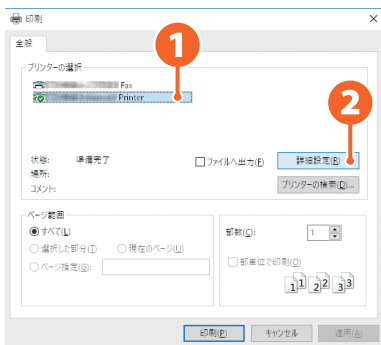 印刷
全般
1
プリンターの選択
Fax
Printer
2
状態: 準備完了
ファイルへ出力(F)
詳細設定(R)
場所:
プリンターの検索(D)...
コメント:
ページ範囲
すべて(L)
部数(C): 1
選択した部分(T) 現在のページ(U)
ページ指定(G):
部単位で印刷(O)
1 1 2 2 3 3
印刷(P) キャンセル 適用(A)